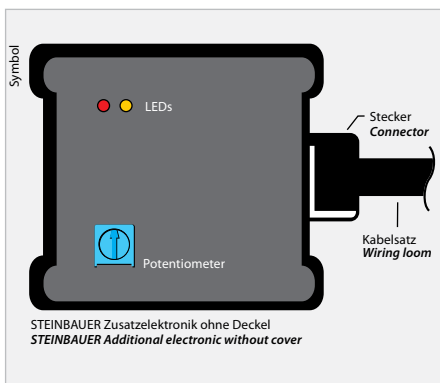 Symbol
LEDs
Stecker
Connector
Kabelsatz
Wiring loom
Potentiometer
STEINBAUER Zusatzelektronik ohne Deckel
STEINBAUER Additional electronic without cover